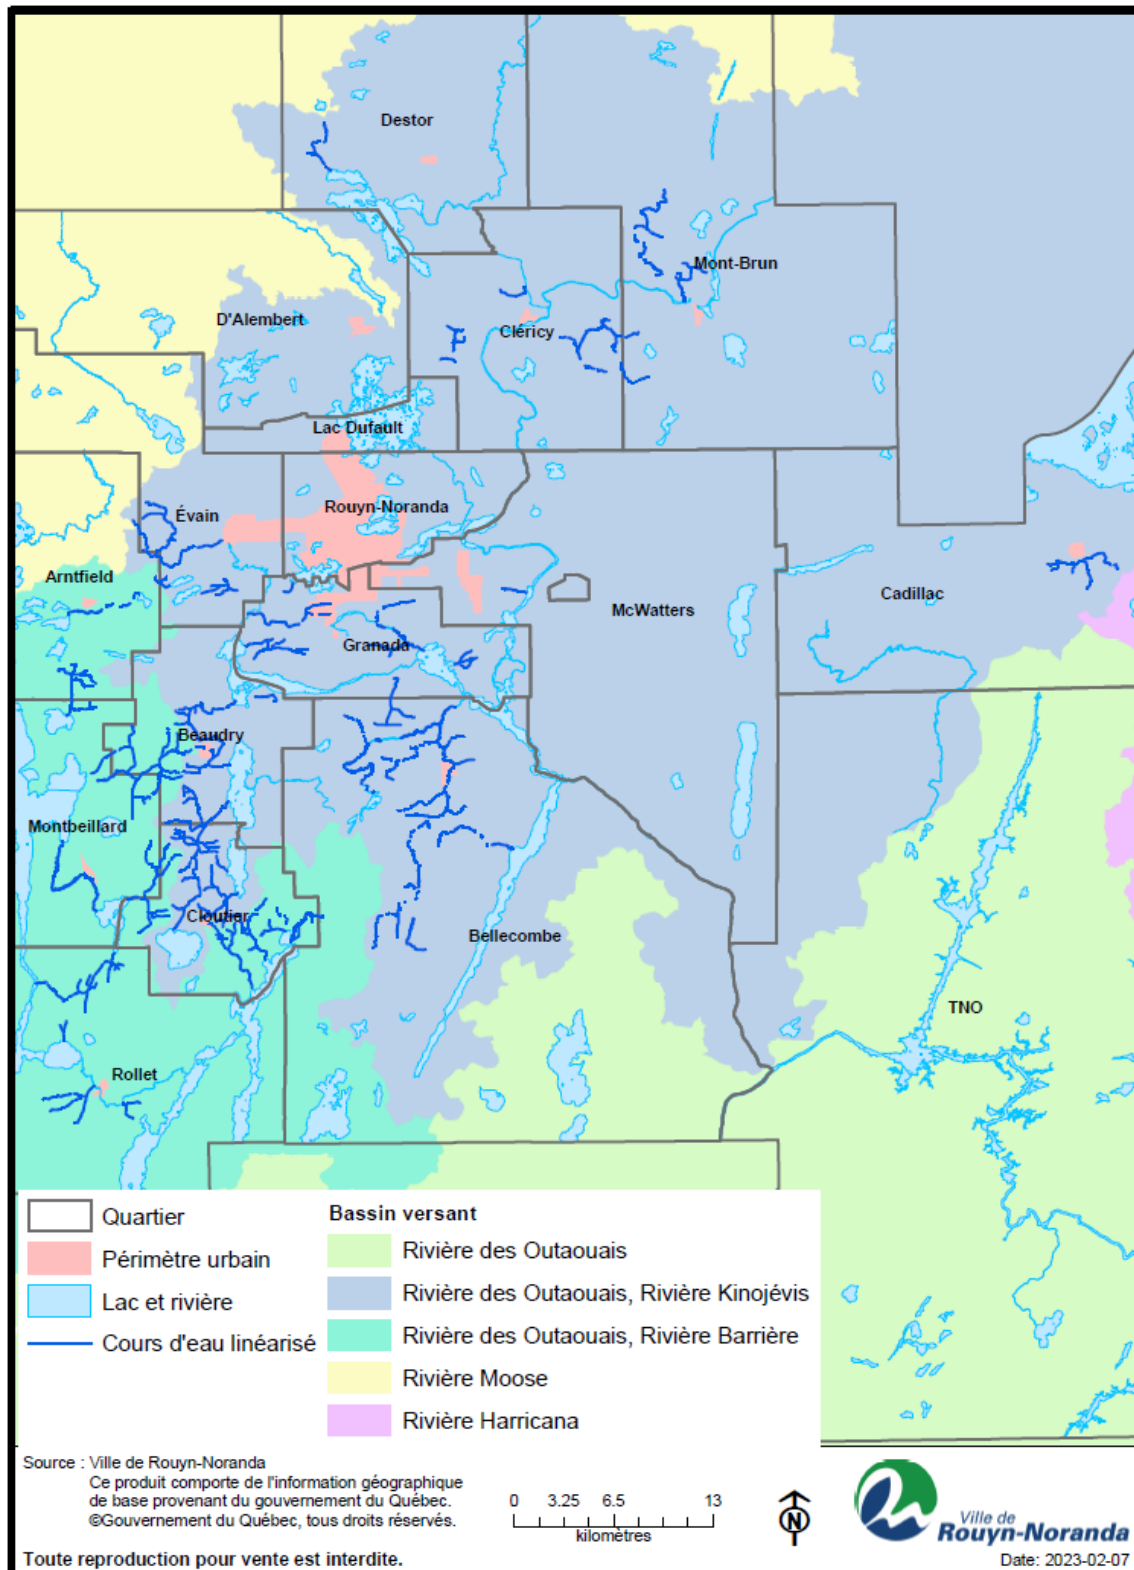 Destor
Mont-Brun
D'Alembert
Cléricy
Lac Dufault
Rouyn-Noranda
Évain
Arntfield
Cadillac
McWatters
Granada
Beaudry
Montbeillard
Cloutier
Bellecombe
TNO
Rollet
Quartier
Périmètre urbain
Lac et rivière
Cours d'eau linéarisé
Bassin versant
Rivière des Outaouais
Rivière des Outaouais, Rivière Kinojévis
Rivière des Outaouais, Rivière Barrière
Rivière Moose
Rivière Harricana
Source : Ville de Rouyn-Noranda
Ce produit comporte de l'information géographique
de base provenant du gouvernement du Québec.
©Gouvernement du Québec, tous droits réservés.
Toute reproduction pour vente est interdite.
0 3.25 6.5 13
kilomètres
N
Ville de
Rouyn-Noranda
Date: 2023-02-07